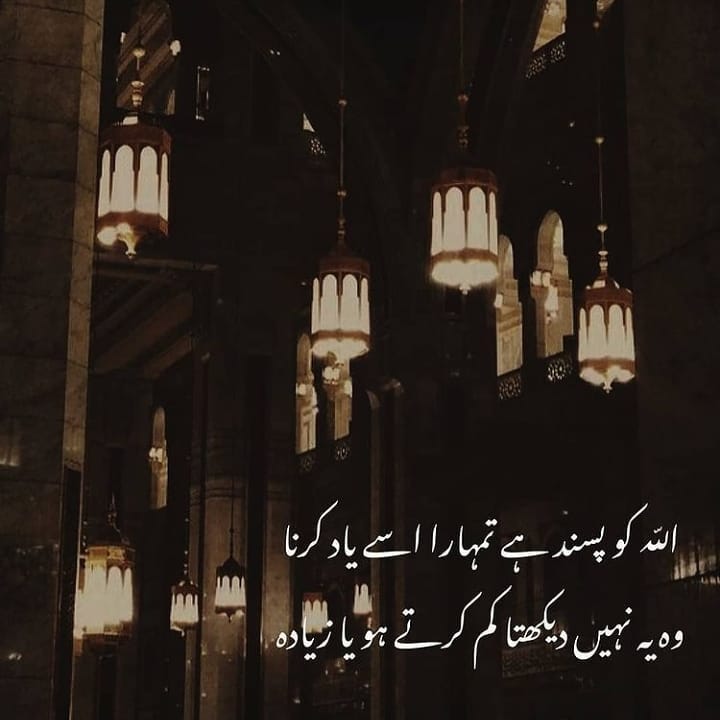 اللہ کو پسند ہے تمہارا اسے یاد کرنا
وہ یہ نہیں دیکھتا کم کرتے ہو یا زیادہ